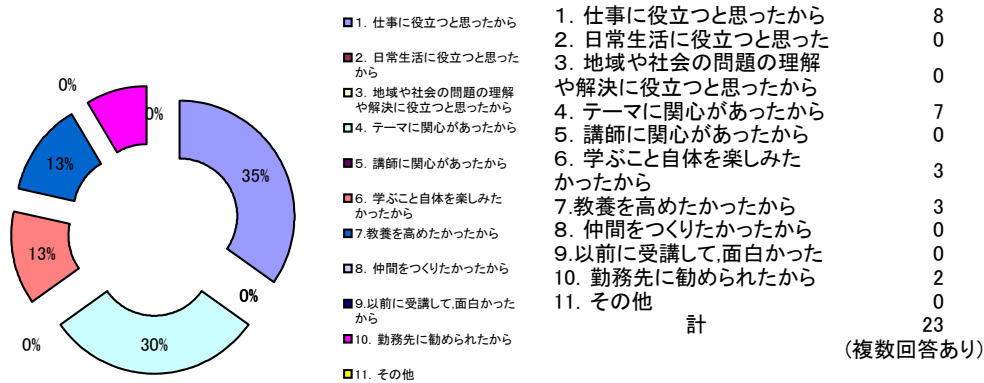 0%
0%
13%
35%
13%
0%
0%
30%
1. 仕事に役立つと思ったから
2. 日常生活に役立つと思った
から
3. 地域や社会の問題の理解
や解決に役立つと思ったから
4. テーマに関心があったから
5. 講師に関心があったから
6. 学ぶこと自体を楽しみた
かったから
7.教養を高めたかったから
8. 仲間をつくりたかったから
9.以前に受講して,面白かった
から
10. 勤務先に勧められたから
11. その他
1. 仕事に役立つと思ったから 8
2. 日常生活に役立つと思った 0
3. 地域や社会の問題の理解
や解決に役立つと思ったから 0
4. テーマに関心があったから 7
5. 講師に関心があったから 0
6. 学ぶこと自体を楽しみた
かったから 3
7.教養を高めたかったから 3
8. 仲間をつくりたかったから 0
9.以前に受講して,面白かった 0
10. 勤務先に勧められたから 2
11. その他 0
計 23
(複数回答あり)